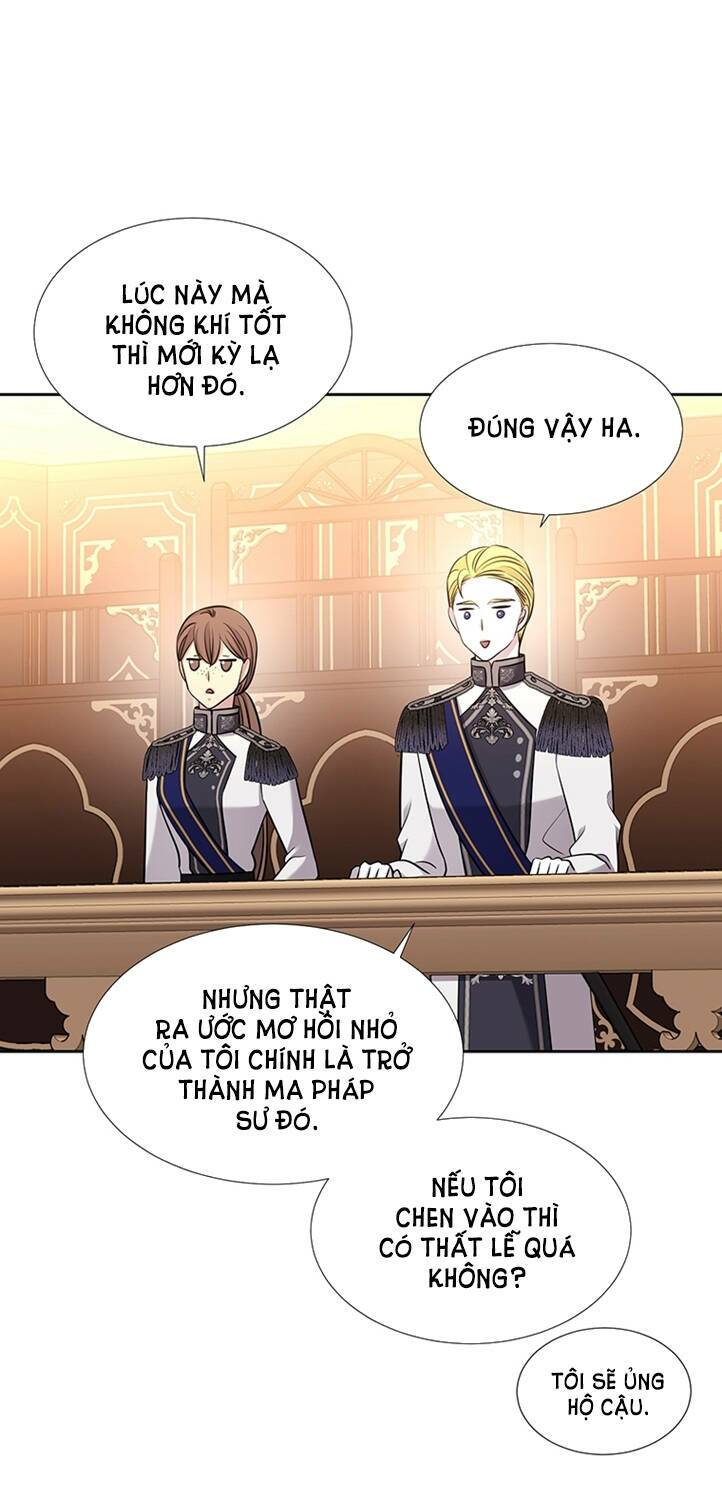 LÚC NÀY MÀ
KHÔNG KHÍ TỐT
THÌ MỚI KỲ LẠ
HƠN ĐÓ.
ĐÚNG VẬY HA.
NHƯNG THẬT
RA ƯỚC MƠ HỒI NHỎ
CỦA TÔI CHÍNH LÀ TRỞ
THÀNH MA PHÁP
SƯ ĐÓ.
NẾU TÔI
CHEN VÀO THÌ
CÓ THẤT LỄ QUÁ
KHÔNG?
TÔI SẼ ỦNG
HỘ CẬU.